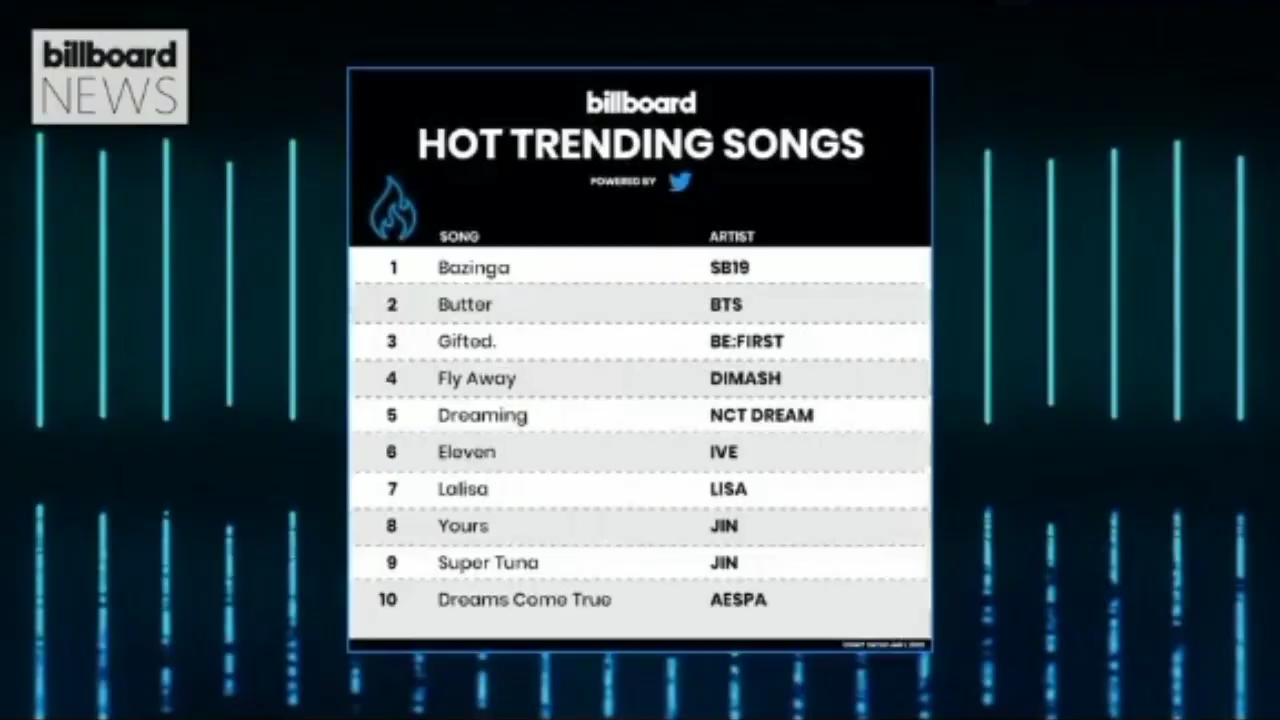 billboard
NEWS
billboard
HOT TRENDING SONGS
POWERED BY
SONG ARTIST
1 Bazinga SB19
2 Butter BTS
3 Gifted. BE:FIRST
4 Fly Away DIMASH
5 Dreaming NCT DREAM
6 Eleven IVE
7 Lalisa LISA
8 Yours JIN
9 Super Tuna JIN
10 Dreams Come True AESPA